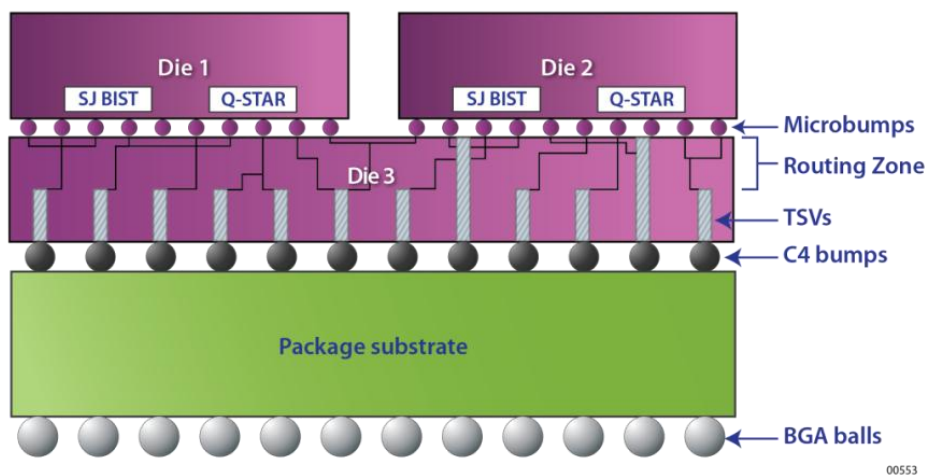 Die 1
Die 2
SJ BIST
Q-STAR
SJ BIST
Q-STAR
Microbumps
Routing Zone
Die 3
TSVs
C4 bumps
Package substrate
BGA balls
00553